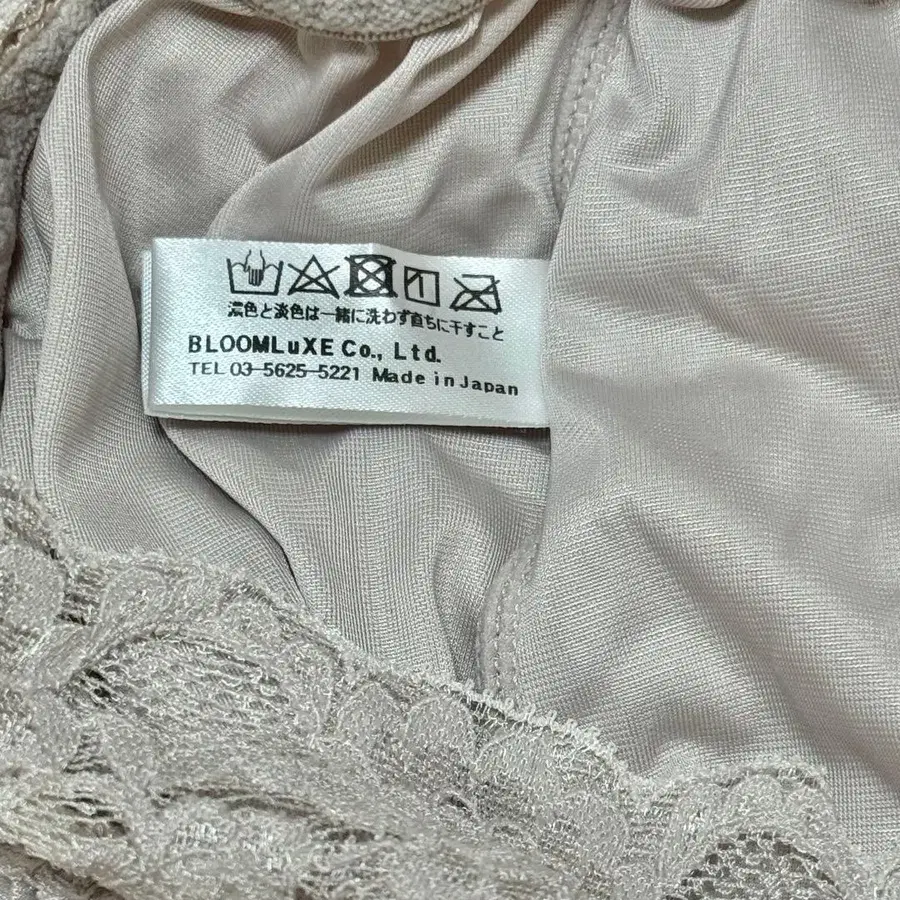 濃色と淡色は一緒に洗わず直ちに干すこと
BLOOMLuXE Co., Ltd.
TEL 03-5625-5221 Made in Japan